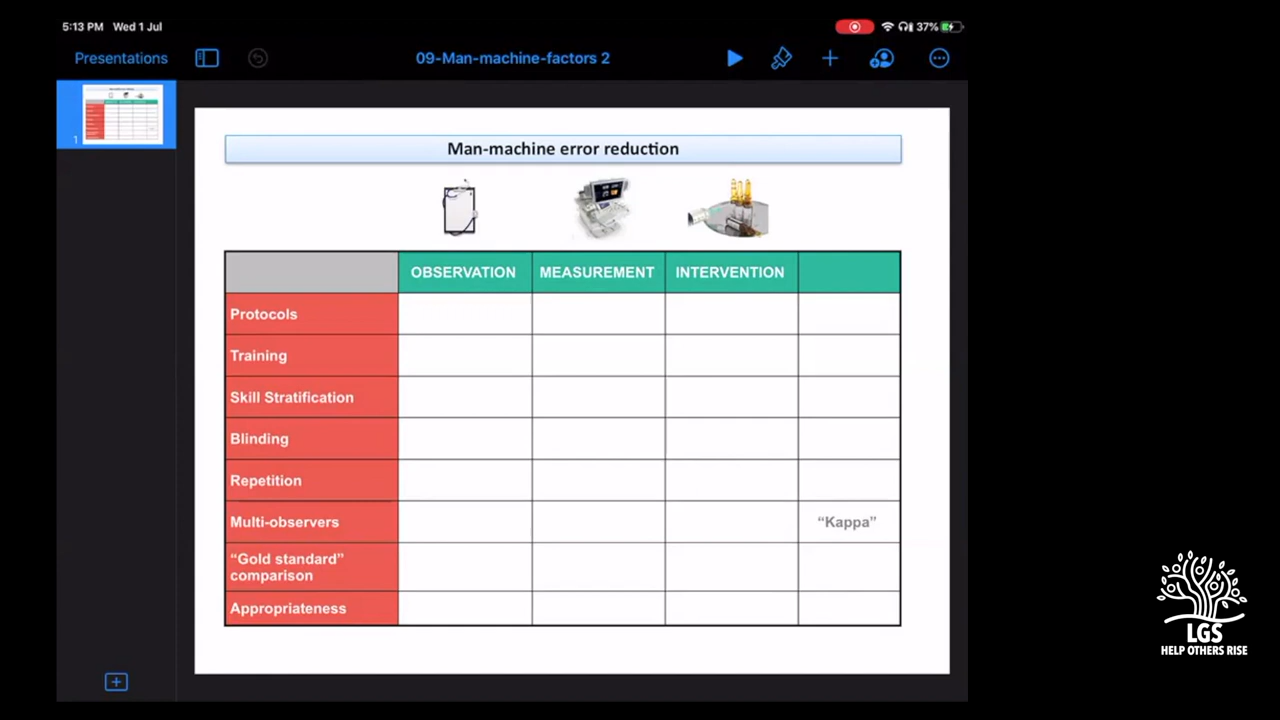 5:13 PM Wed 1 Jul
37%
Presentations
09-Man-machine-factors 2
1
Man-machine error reduction
OBSERVATION MEASUREMENT INTERVENTION
Protocols
Training
Skill Stratification
Blinding
Repetition
Multi-observers “Kappa”
“Gold standard”
comparison
Appropriateness
LGS
HELP OTHERS RISE